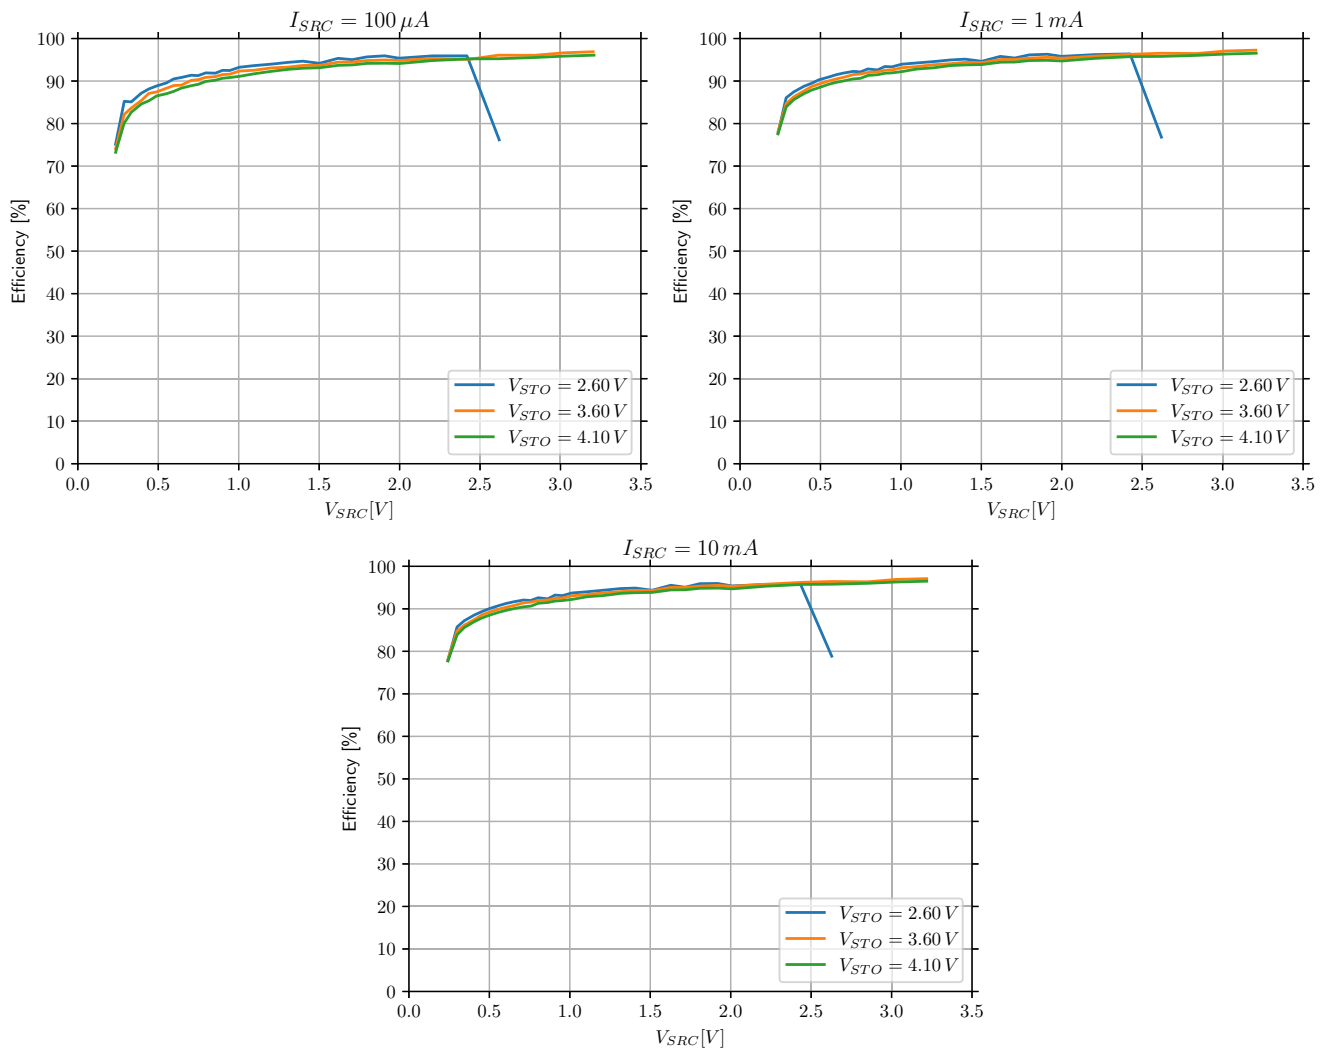 I_SRC = 100 μA
Efficiency [%]
100
90
80
70
60
50
40
30
20
10
0
0.0 0.5 1.0 1.5 2.0 2.5 3.0 3.5
V_SRC[V]
V_STO = 2.60 V
V_STO = 3.60 V
V_STO = 4.10 V
I_SRC = 1 mA
Efficiency [%]
100
90
80
70
60
50
40
30
20
10
0
0.0 0.5 1.0 1.5 2.0 2.5 3.0 3.5
V_SRC[V]
V_STO = 2.60 V
V_STO = 3.60 V
V_STO = 4.10 V
I_SRC = 10 mA
Efficiency [%]
100
90
80
70
60
50
40
30
20
10
0
0.0 0.5 1.0 1.5 2.0 2.5 3.0 3.5
V_SRC[V]
V_STO = 2.60 V
V_STO = 3.60 V
V_STO = 4.10 V